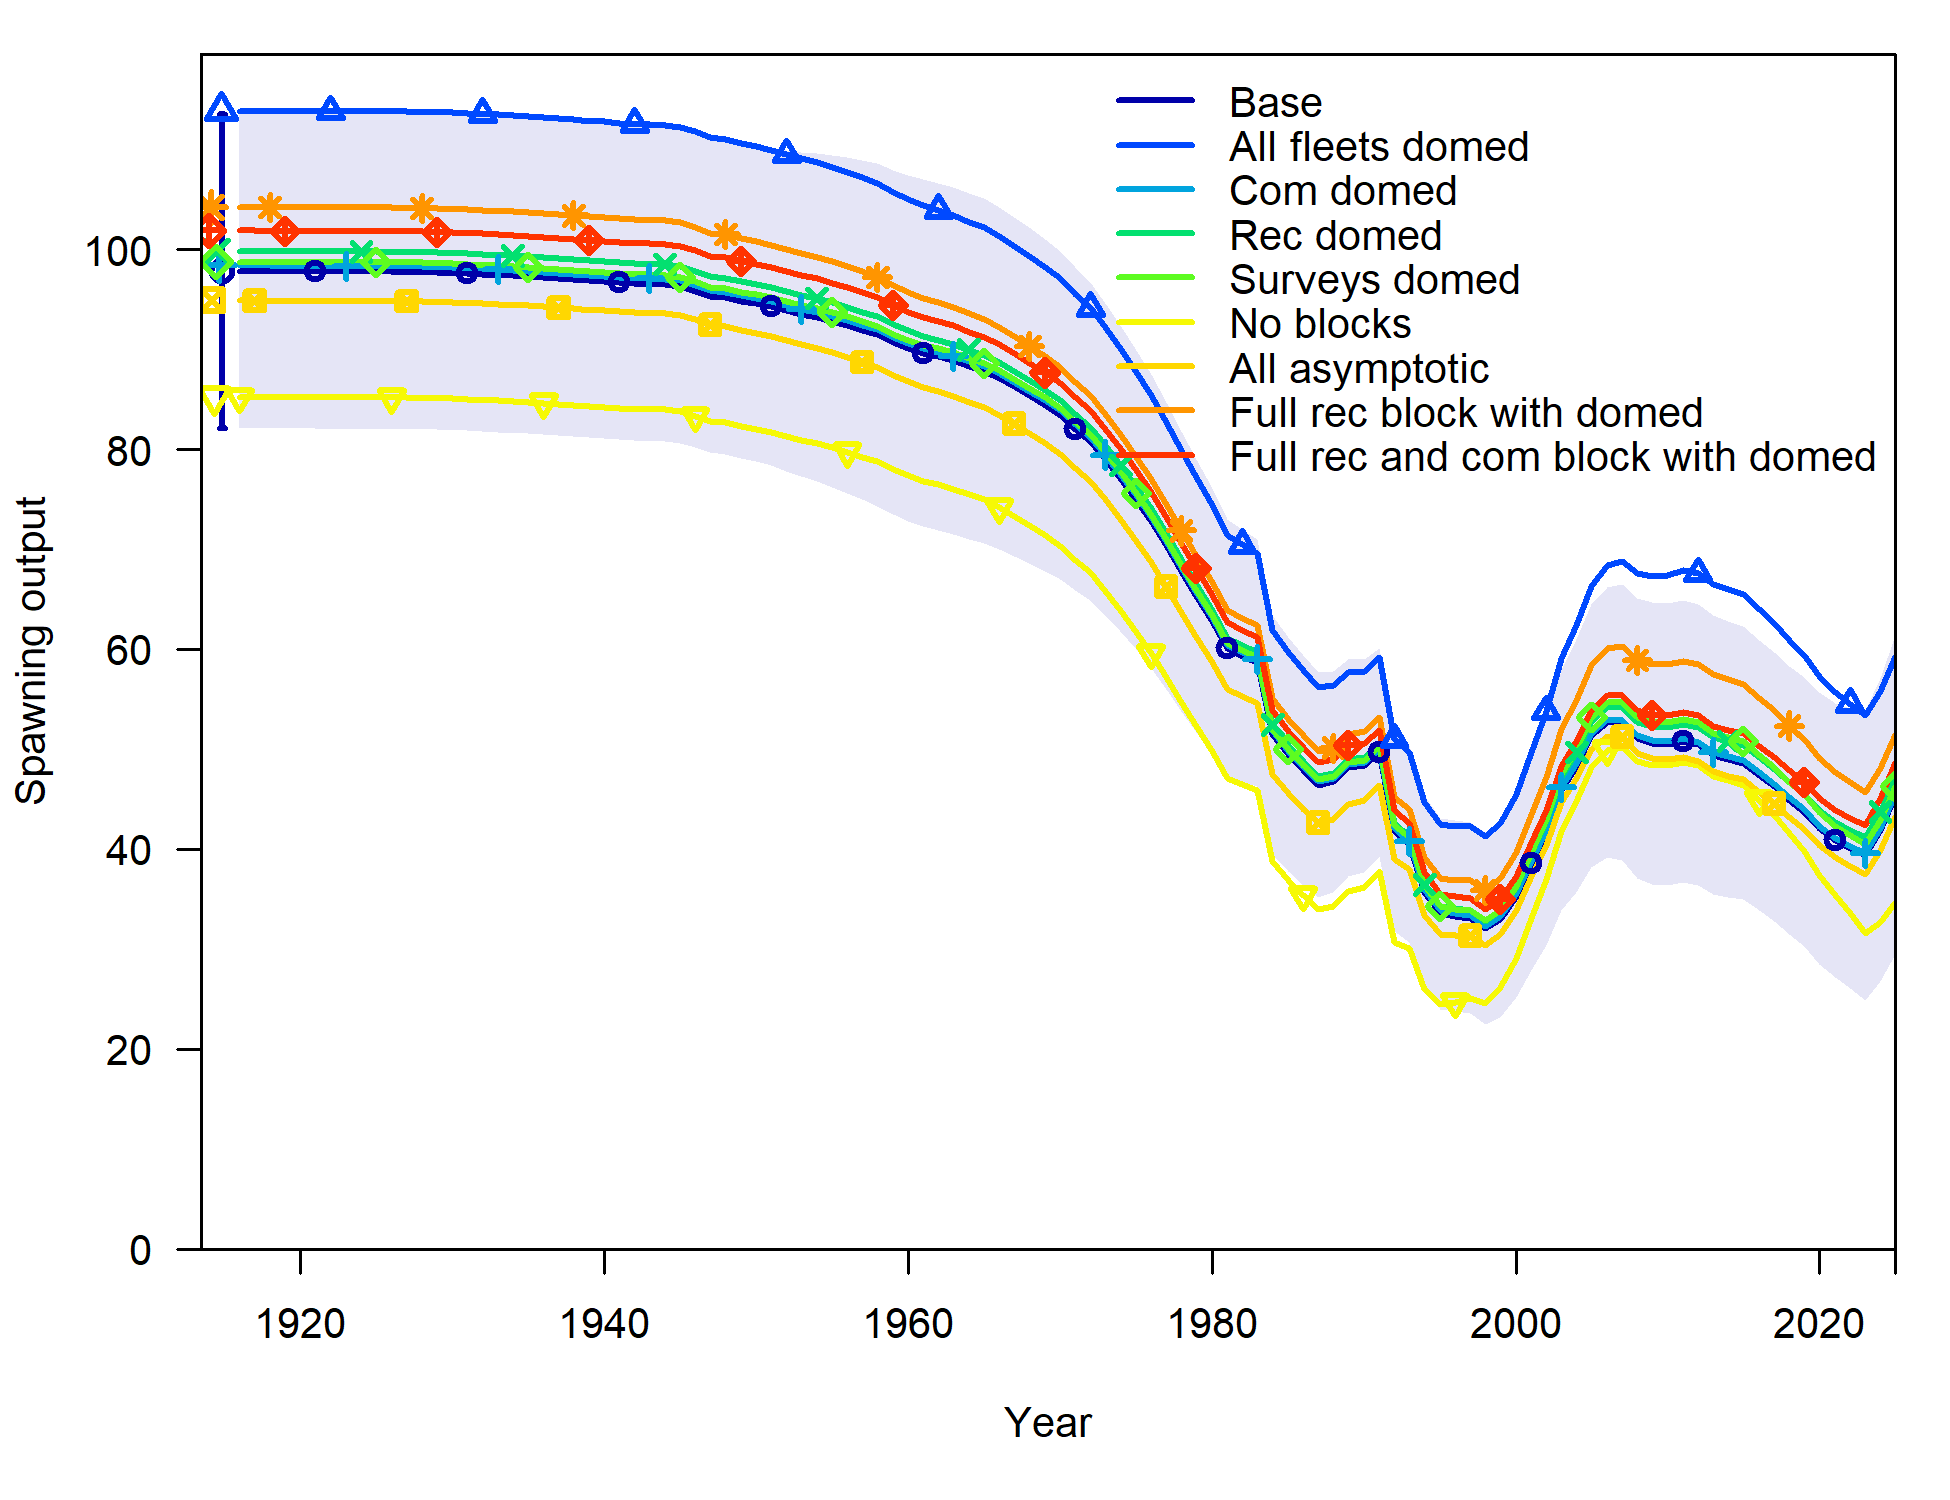 Base
All fleets domed
Com domed
Rec domed
Surveys domed
No blocks
All asymptotic
Full rec block with domed
Full rec and com block with domed
Spawning output
100
80
60
40
20
0
1920 1940 1960 1980 2000 2020
Year